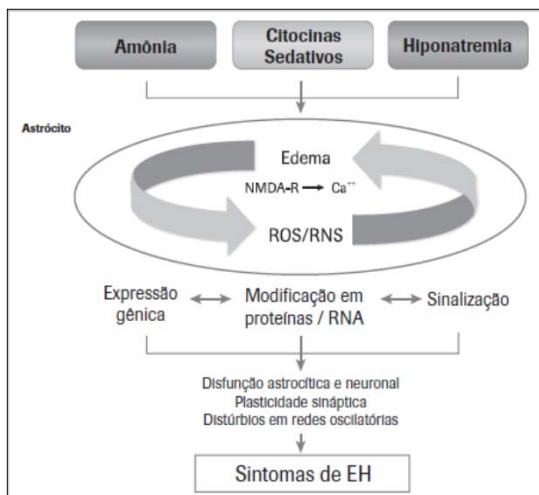 Amônia
Citocinas
Sedativos
Hiponatremia
Astrócito
Edema
NMDA-R → Ca⁺⁺
ROS/RNS
Expressão
gênica
Modificação em
proteínas / RNA
Sinalização
Disfunção astrocítica e neuronal
Plasticidade sináptica
Distúrbios em redes oscilatórias
Sintomas de EH